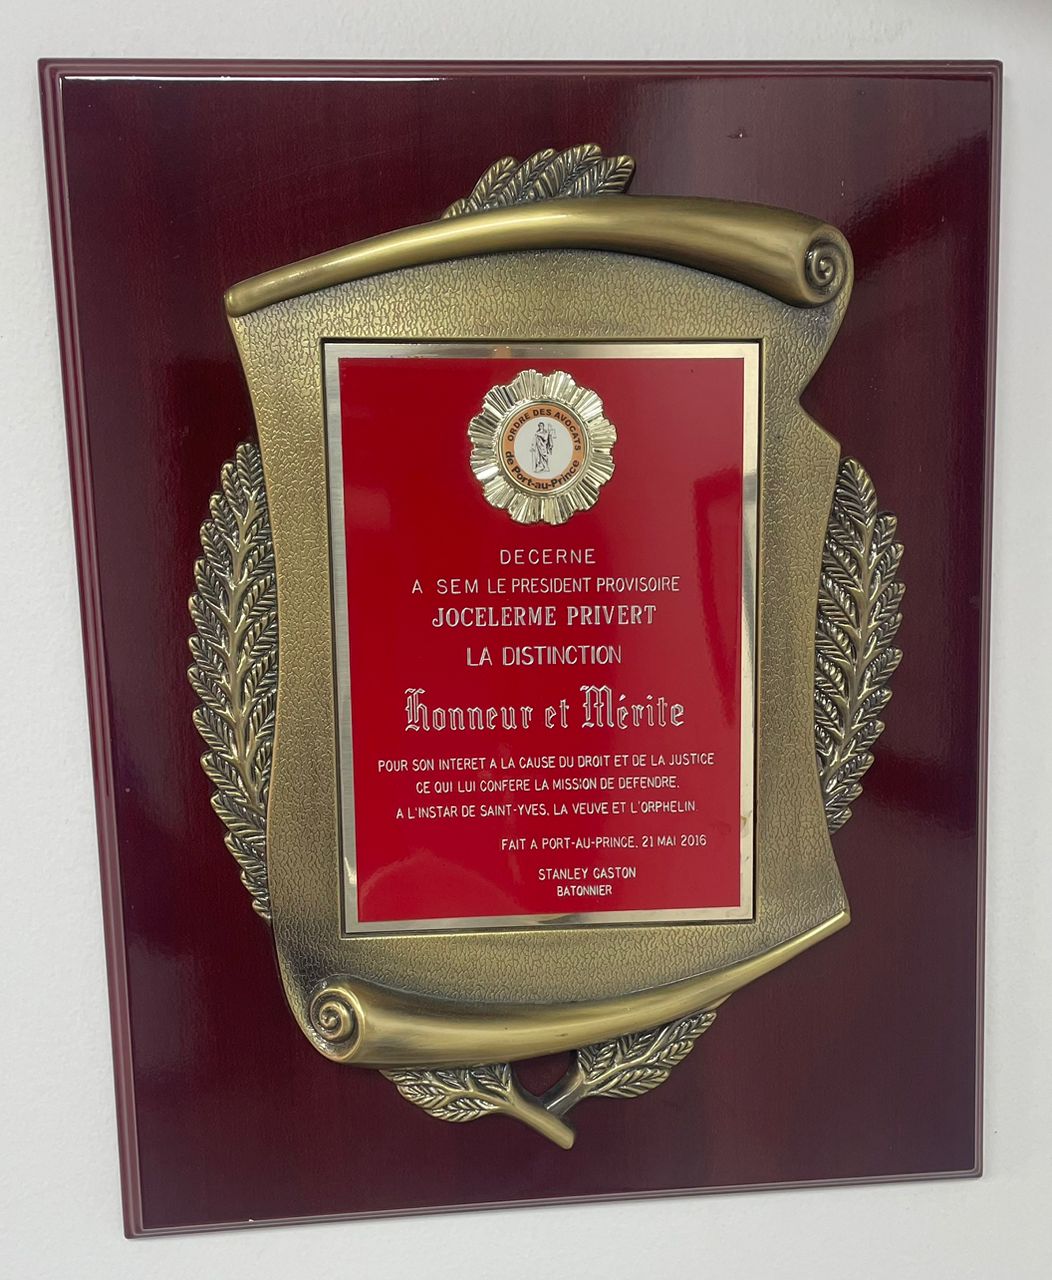 ORDRE DES AVOCATS
de Port-au-Prince
DECERNE
A SEM LE PRESIDENT PROVISOIRE
JOCELERME PRIVERT
LA DISTINCTION
Honneur et Mérite
POUR SON INTERET A LA CAUSE DU DROIT ET DE LA JUSTICE
CE QUI LUI CONFERE LA MISSION DE DEFENDRE,
A L'INSTAR DE SAINT-YVES, LA VEUVE ET L'ORPHELIN.
FAIT A PORT-AU-PRINCE, 21 MAI 2016
STANLEY GASTON
BATONNIER